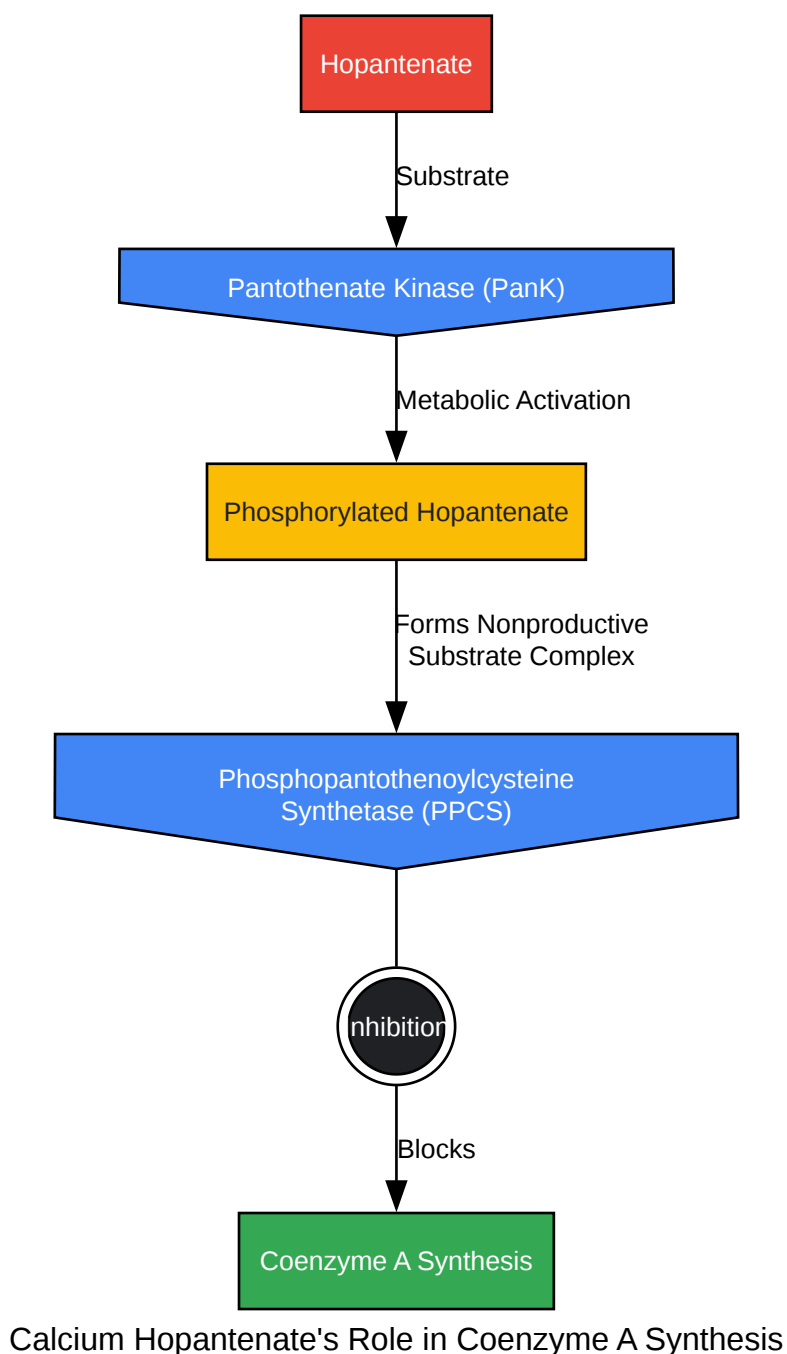 Hopantenate
Substrate
Pantothenate Kinase (PanK)
Metabolic Activation
Phosphorylated Hopantenate
Forms Nonproductive
Substrate Complex
Phosphopantothenoylcysteine
Synthetase (PPCS)
nhibition
Blocks
Coenzyme A Synthesis
Calcium Hopantenate's Role in Coenzyme A Synthesis